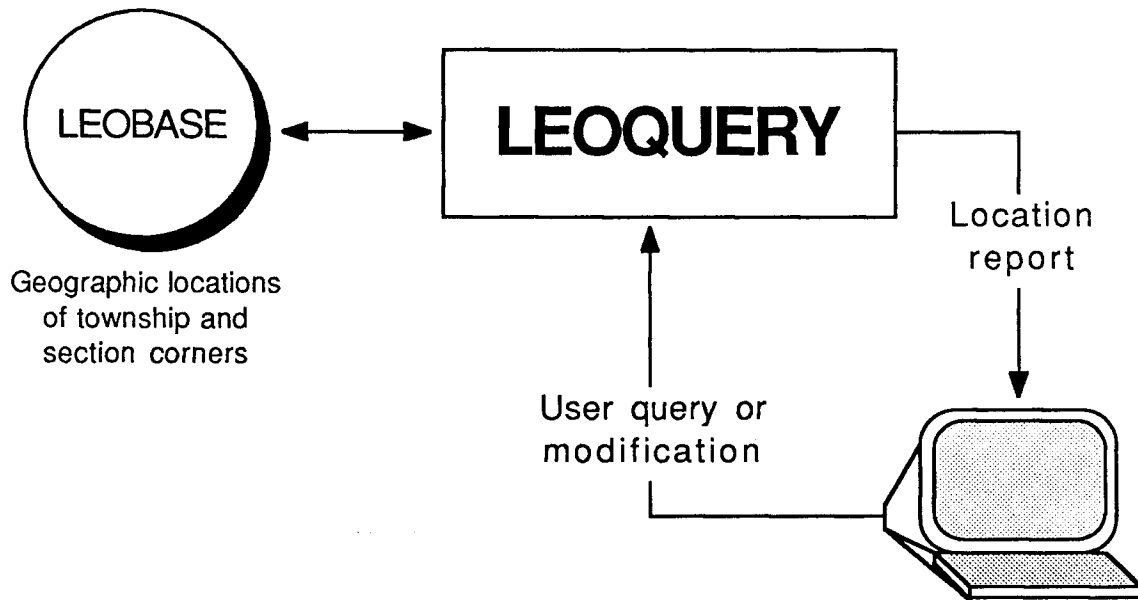 LEOBASE
LEOQUERY
Geographic locations
of township and
section corners
Location
report
User query or
modification